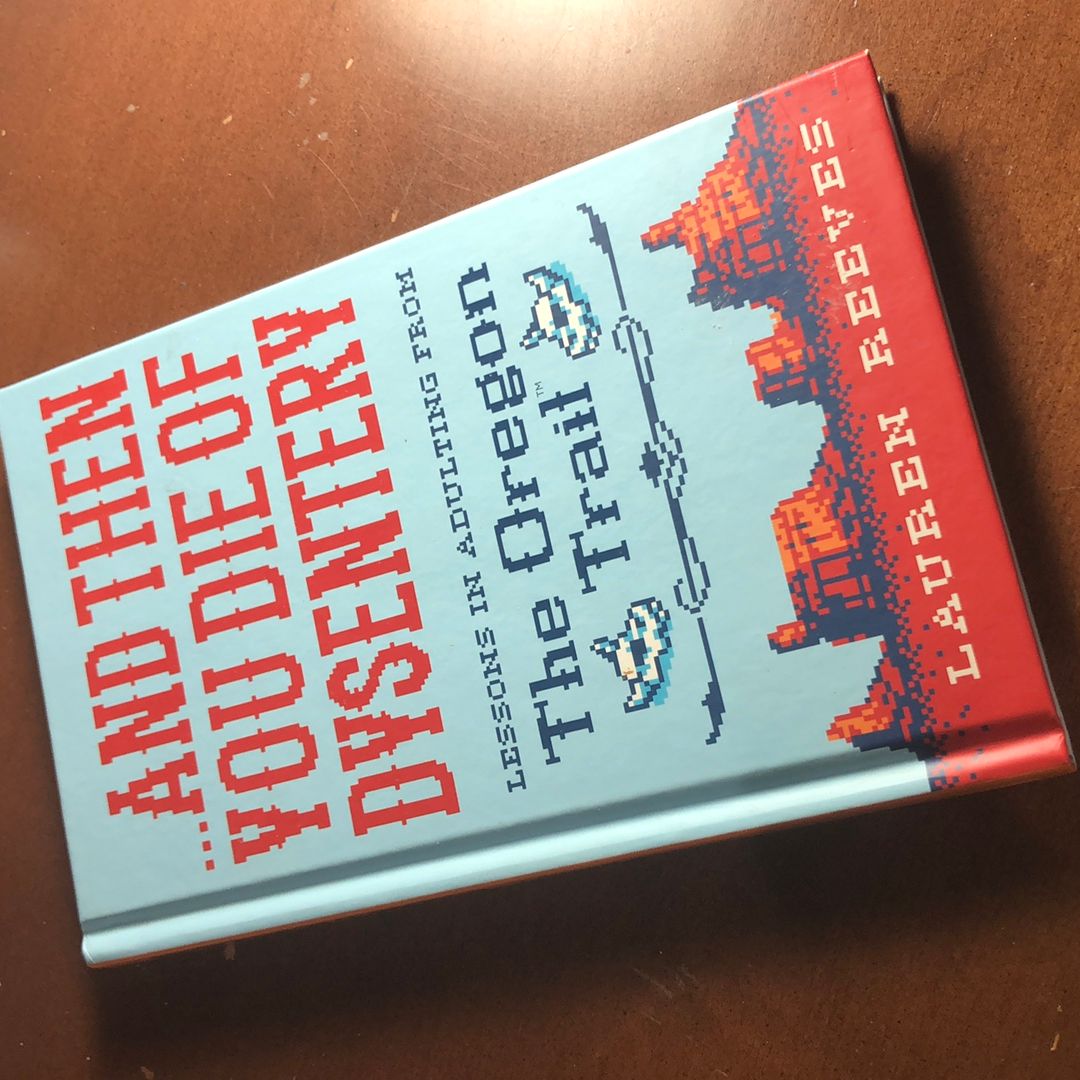 ...AND THEN
YOU DIE OF
DYSENTERY
LESSONS IN ADULTING FROM
The Oregon
Trail™
LAUREN REEVES